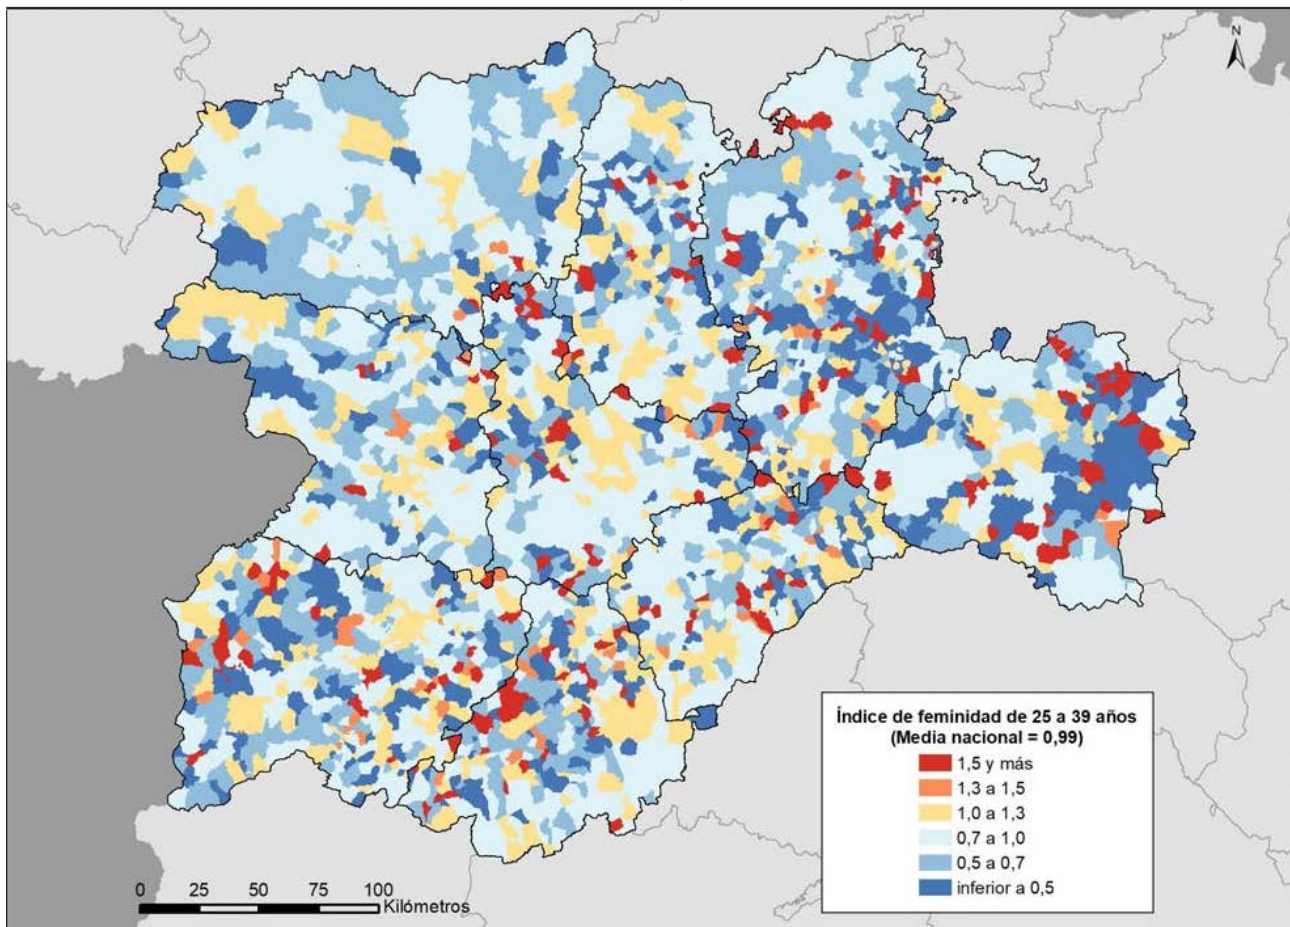 N
Índice de feminidad de 25 a 39 años
(Media nacional = 0,99)
1,5 y más
1,3 a 1,5
1,0 a 1,3
0,7 a 1,0
0,5 a 0,7
inferior a 0,5
0 25 50 75 100
Kilómetros